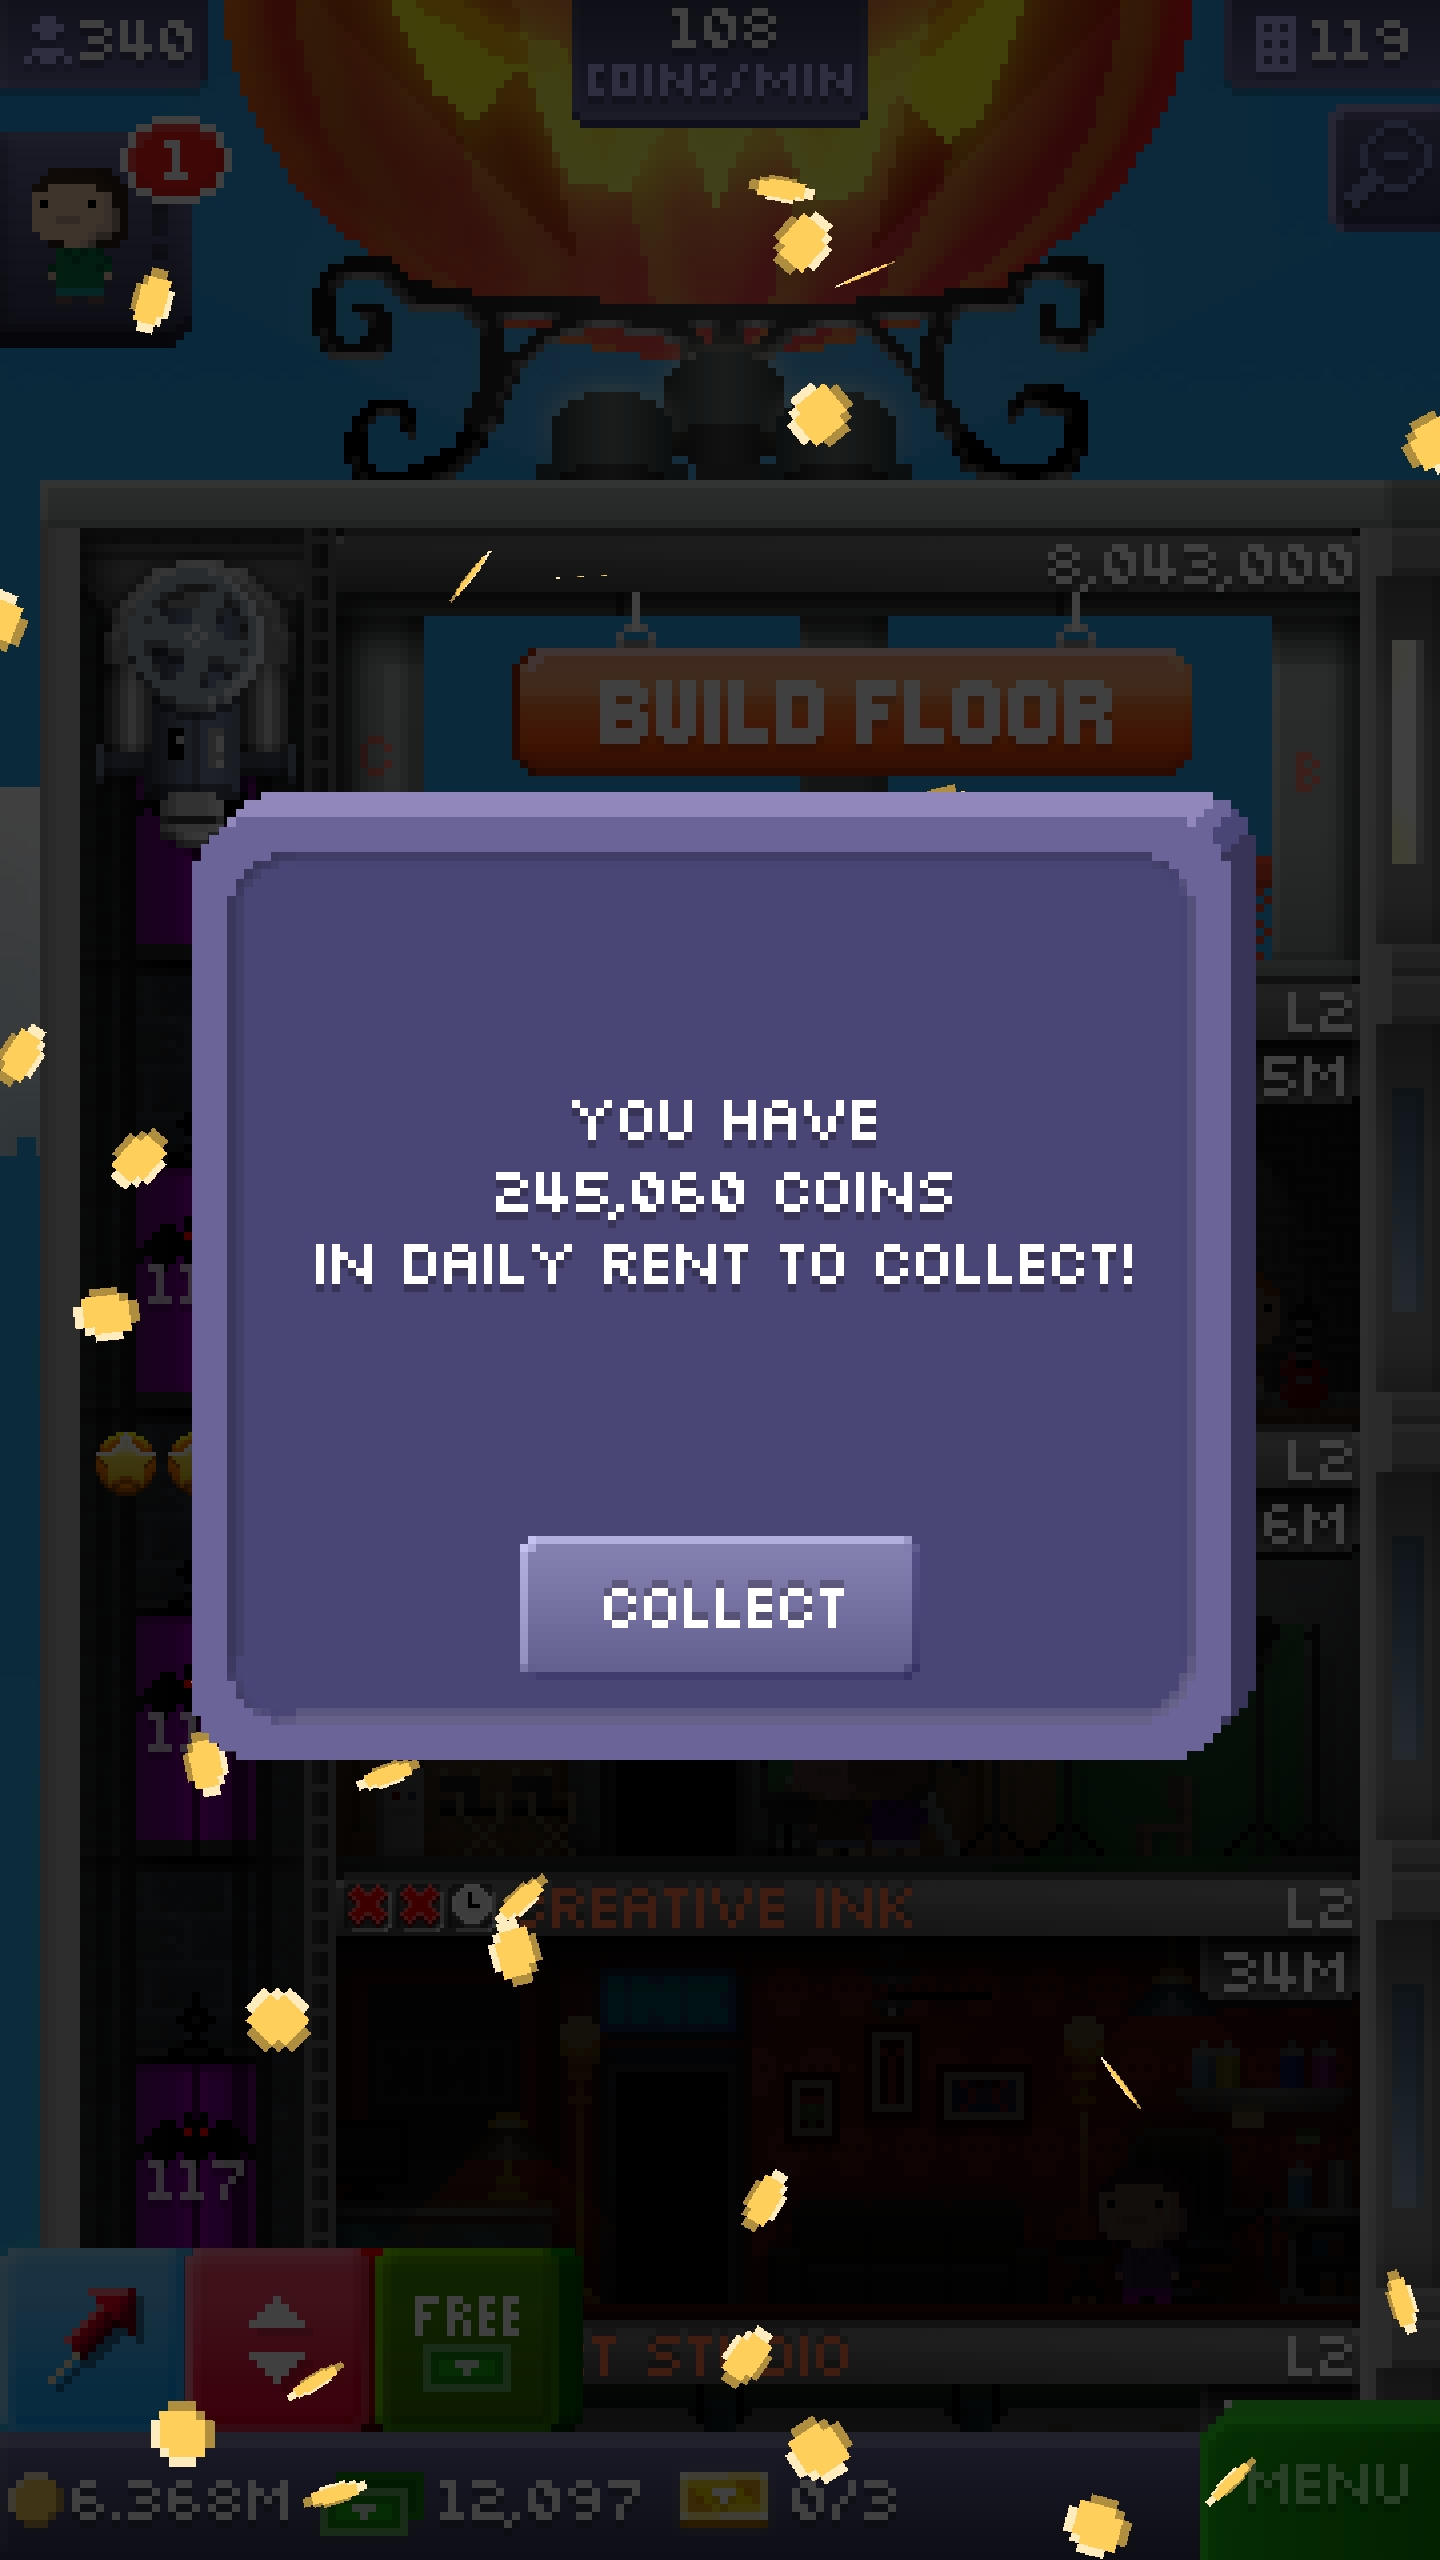 340
108
COINS/MIN
119
1
8,043,000
BUILD FLOOR
C
B
L2
5M
YOU HAVE
245,060 COINS
IN DAILY RENT TO COLLECT!
L2
6M
COLLECT
CREATIVE INK
L2
34M
INK
117
FREE
T STUDIO
L2
6.368M
12,097
0/3
MENU